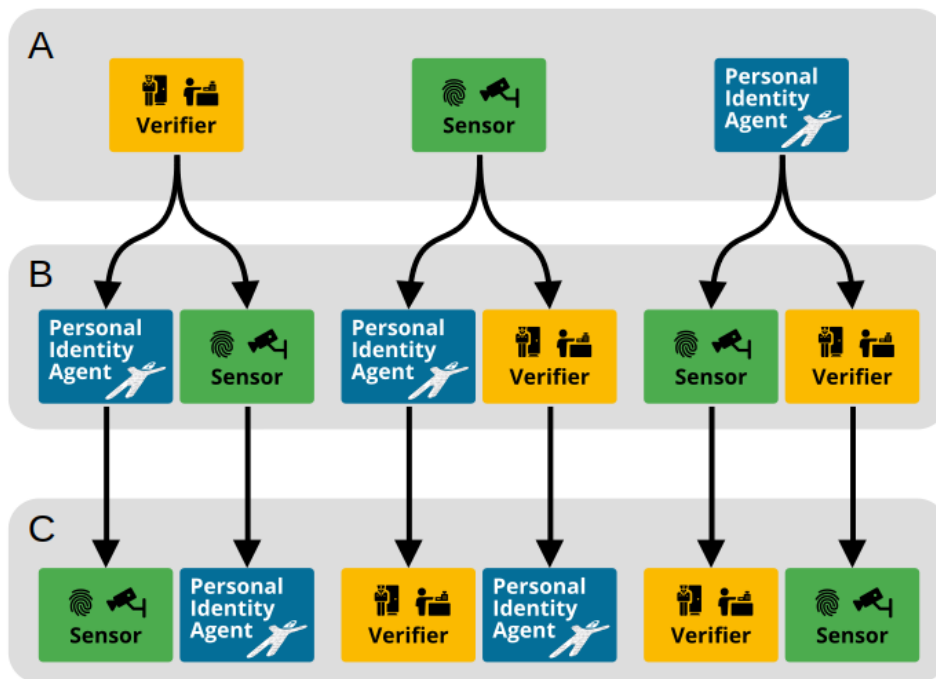 A
Verifier
Sensor
Personal
Identity
Agent
B
Personal
Identity
Agent
Sensor
Personal
Identity
Agent
Verifier
Sensor
Verifier
C
Sensor
Personal
Identity
Agent
Verifier
Personal
Identity
Agent
Verifier
Sensor